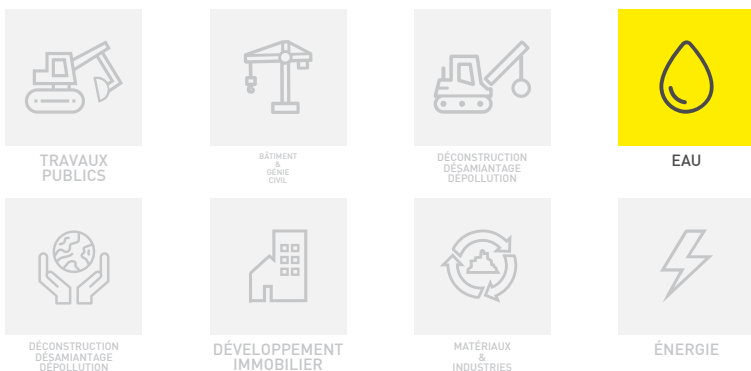 TRAVAUX
PUBLICS
BÂTIMENT
&
GÉNIE
CIVIL
DÉCONSTRUCTION
DÉSAMIANTAGE
DÉPOLLUTION
EAU
DÉCONSTRUCTION
DÉSAMIANTAGE
DÉPOLLUTION
DÉVELOPPEMENT
IMMOBILIER
MATÉRIAUX
&
INDUSTRIES
ÉNERGIE